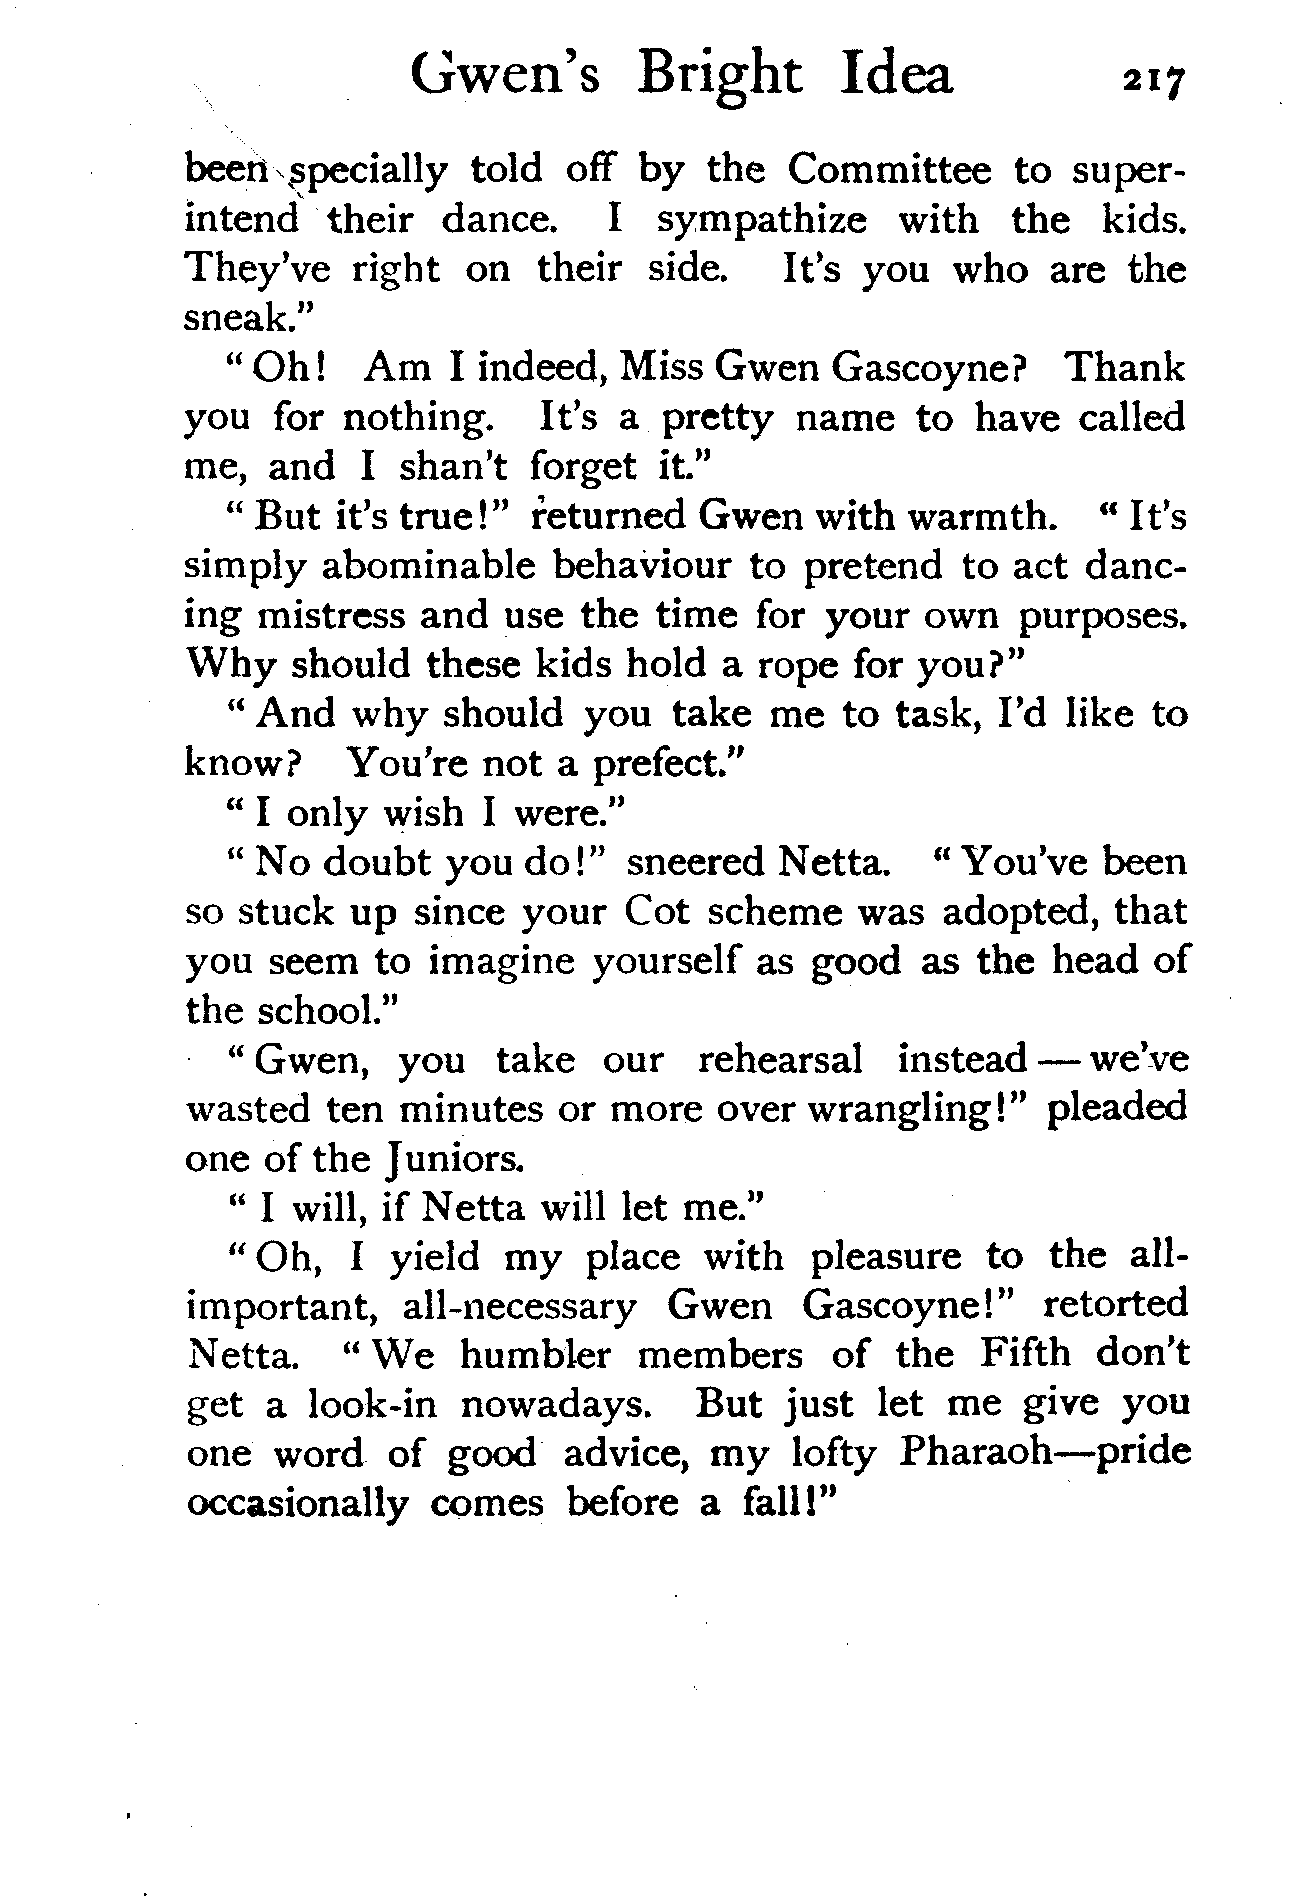 Gwen's Bright Idea 217
been specially told off by the Committee to super-
intend their dance. I sympathize with the kids.
They've right on their side. It's you who are the
sneak."
"Oh! Am I indeed, Miss Gwen Gascoyne? Thank
you for nothing. It's a pretty name to have called
me, and I shan't forget it."
"But it's true!" returned Gwen with warmth. "It's
simply abominable behaviour to pretend to act danc-
ing mistress and use the time for your own purposes.
Why should these kids hold a rope for you?"
"And why should you take me to task, I'd like to
know? You're not a prefect."
"I only wish I were."
"No doubt you do!" sneered Netta. "You've been
so stuck up since your Cot scheme was adopted, that
you seem to imagine yourself as good as the head of
the school."
"Gwen, you take our rehearsal instead — we've
wasted ten minutes or more over wrangling!" pleaded
one of the Juniors.
"I will, if Netta will let me."
"Oh, I yield my place with pleasure to the all-
important, all-necessary Gwen Gascoyne!" retorted
Netta. "We humbler members of the Fifth don't
get a look-in nowadays. But just let me give you
one word of good advice, my lofty Pharaoh—pride
occasionally comes before a fall!"